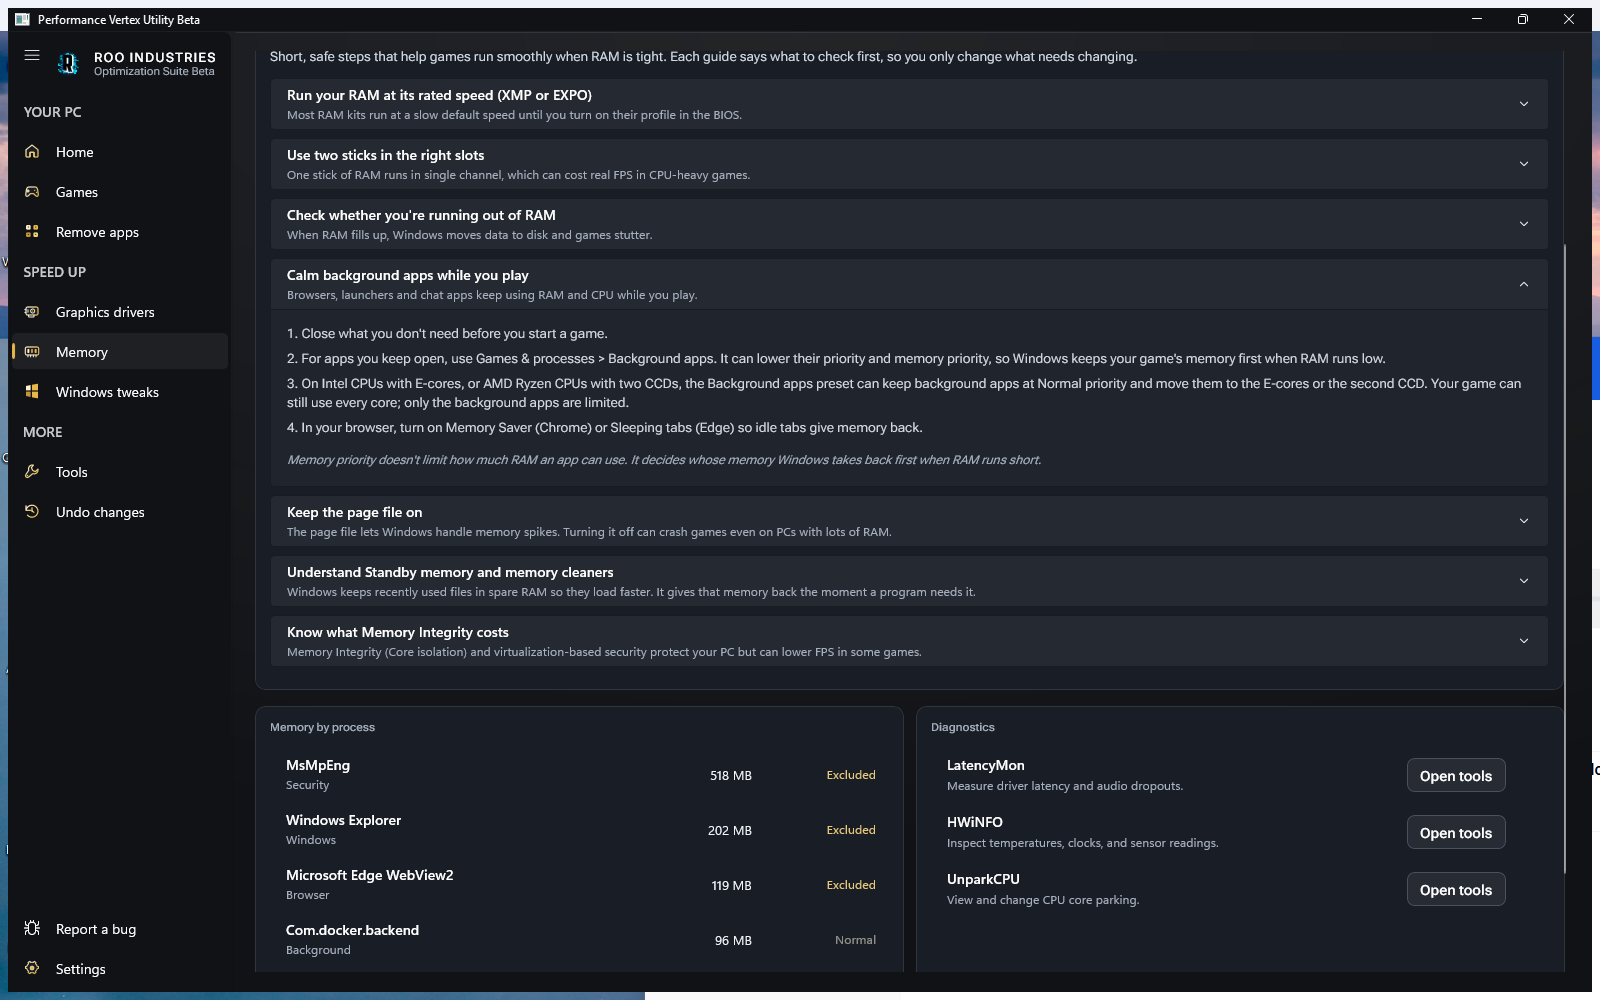 Performance Vertex Utility Beta
ROO INDUSTRIES
Optimization Suite Beta
YOUR PC
Home
Games
Remove apps
SPEED UP
Graphics drivers
Memory
Windows tweaks
MORE
Tools
Undo changes
Report a bug
Settings
Short, safe steps that help games run smoothly when RAM is tight. Each guide says what to check first, so you only change what needs changing.
Run your RAM at its rated speed (XMP or EXPO)
Most RAM kits run at a slow default speed until you turn on their profile in the BIOS.
Use two sticks in the right slots
One stick of RAM runs in single channel, which can cost real FPS in CPU-heavy games.
Check whether you're running out of RAM
When RAM fills up, Windows moves data to disk and games stutter.
Calm background apps while you play
Browsers, launchers and chat apps keep using RAM and CPU while you play.
1. Close what you don't need before you start a game.
2. For apps you keep open, use Games & processes > Background apps. It can lower their priority and memory priority, so Windows keeps your game's memory first when RAM runs low.
3. On Intel CPUs with E-cores, or AMD Ryzen CPUs with two CCDs, the Background apps preset can keep background apps at Normal priority and move them to the E-cores or the second CCD. Your game can
still use every core; only the background apps are limited.
4. In your browser, turn on Memory Saver (Chrome) or Sleeping tabs (Edge) so idle tabs give memory back.
Memory priority doesn't limit how much RAM an app can use. It decides whose memory Windows takes back first when RAM runs short.
Keep the page file on
The page file lets Windows handle memory spikes. Turning it off can crash games even on PCs with lots of RAM.
Understand Standby memory and memory cleaners
Windows keeps recently used files in spare RAM so they load faster. It gives that memory back the moment a program needs it.
Know what Memory Integrity costs
Memory Integrity (Core isolation) and virtualization-based security protect your PC but can lower FPS in some games.
Memory by process
MsMpEng
Security
518 MB
Excluded
Windows Explorer
Windows
202 MB
Excluded
Microsoft Edge WebView2
Browser
119 MB
Excluded
Com.docker.backend
Background
96 MB
Normal
Diagnostics
LatencyMon
Measure driver latency and audio dropouts.
Open tools
HWiNFO
Inspect temperatures, clocks, and sensor readings.
Open tools
UnparkCPU
View and change CPU core parking.
Open tools